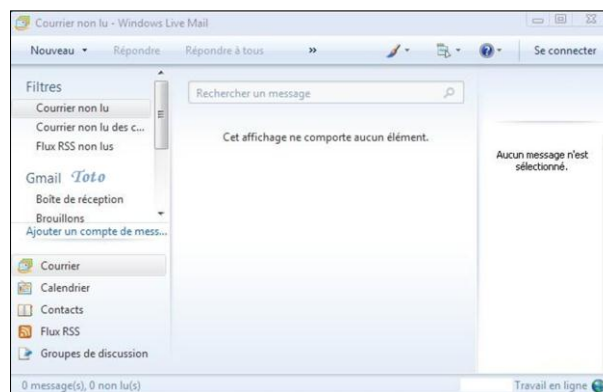 Courrier non lu - Windows Live Mail
Nouveau Répondre Répondre à tous » Se connecter
Filtres
Courrier non lu
Courrier non lu des c...
Flux RSS non lus
Gmail Toto
Boîte de réception
Brouillons
Ajouter un compte de mess...
Courrier
Calendrier
Contacts
Flux RSS
Groupes de discussion
Rechercher un message
Cet affichage ne comporte aucun élément.
Aucun message n'est
sélectionné.
0 message(s), 0 non lu(s)
Travail en ligne